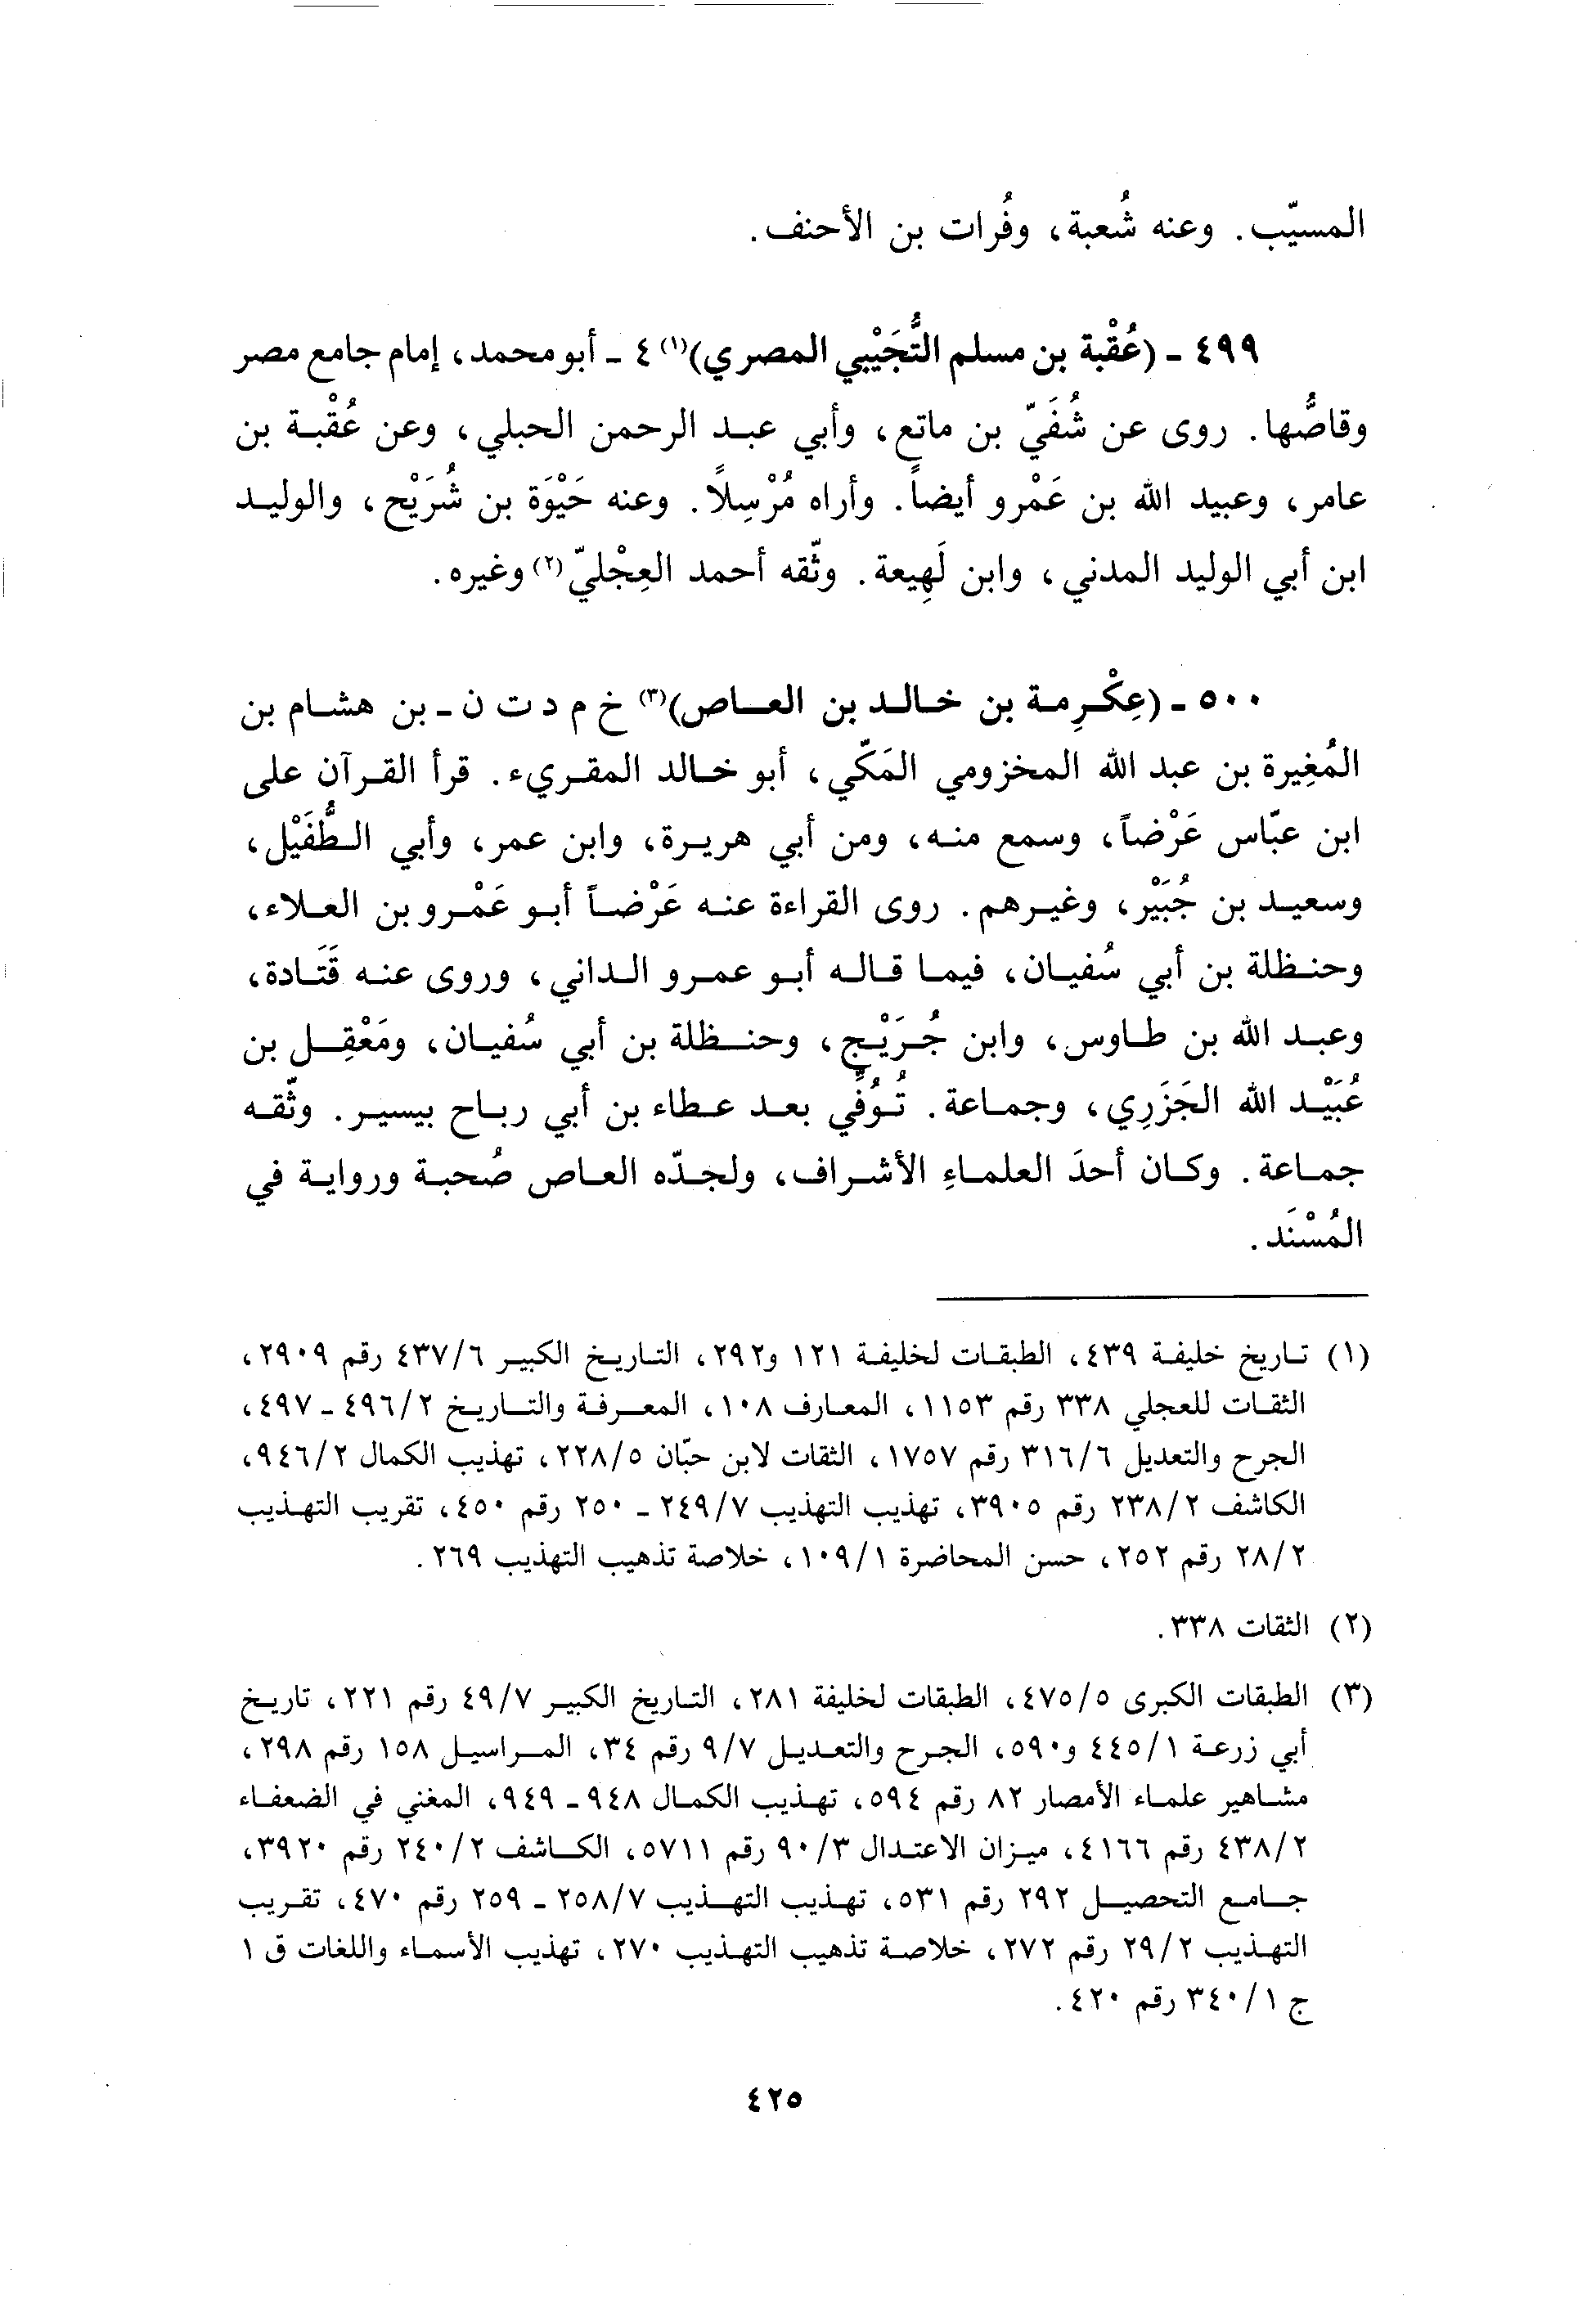 المسيّب. وعنه شُعبة، وفُرات بن الأحنف.
٤٩٩ - (عُقْبة بن مسلم التُّجَيْبي المصري)(١) ٤ - أبو محمد، إمام جامع مصر
وقاصُّها. روى عن شُفَيّ بن ماتع، وأبي عبد الرحمن الحبلي، وعن عُقْبة بن
عامر، وعبيد الله بن عَمْرو أيضاً. وأراه مُرْسِلاً. وعنه حَيْوَة بن شُرَيْح، والوليد
ابن أبي الوليد المدني، وابن لَهِيعة. وثّقه أحمد العِجْليّ(٢) وغيره.
٥٠٠ - (عِكْرِمة بن خالد بن العاص)(٣) خ م د ت ن - بن هشام بن
المُغِيرة بن عبد الله المخزومي المَكّي، أبو خالد المقريء. قرأ القرآن على
ابن عبّاس عَرْضاً، وسمع منه، ومن أبي هريرة، وابن عمر، وأبي الطُّفَيْل،
وسعيد بن جُبَيْر، وغيرهم. روى القراءة عنه عَرْضاً أبو عَمْرو بن العلاء،
وحنظلة بن أبي سُفيان، فيما قاله أبو عمرو الداني، وروى عنه قَتَادة،
وعبد الله بن طاوس، وابن جُرَيْج، وحنظلة بن أبي سُفيان، ومَعْقِل بن
عُبَيْد الله الجَزَرِي، وجماعة. تُوُفِّي بعد عطاء بن أبي رباح بيسير. وثّقه
جماعة. وكان أحدَ العلماءِ الأشراف، ولجدّه العاص صُحبة ورواية في
المُسْنَد.
(١) تاريخ خليفة ٤٣٩، الطبقات لخليفة ١٢١ و٢٩٢، التاريخ الكبير ٤٣٧/٦ رقم ٢٩٠٩،
الثقات للعجلي ٣٣٨ رقم ١١٥٣، المعارف ١٠٨، المعرفة والتاريخ ٤٩٦/٢ - ٤٩٧،
الجرح والتعديل ٣١٦/٦ رقم ١٧٥٧، الثقات لابن حبّان ٢٢٨/٥، تهذيب الكمال ٩٤٦/٢،
الكاشف ٢٣٨/٢ رقم ٣٩٠٥، تهذيب التهذيب ٢٤٩/٧ - ٢٥٠ رقم ٤٥٠، تقريب التهذيب
٢٨/٢ رقم ٢٥٢، حسن المحاضرة ١٠٩/١، خلاصة تذهيب التهذيب ٢٦٩.
(٢) الثقات ٣٣٨.
(٣) الطبقات الكبرى ٤٧٥/٥، الطبقات لخليفة ٢٨١، التاريخ الكبير ٤٩/٧ رقم ٢٢١، تاريخ
أبي زرعة ٤٤٥/١ و٥٩٠، الجرح والتعديل ٩/٧ رقم ٣٤، المراسيل ١٥٨ رقم ٢٩٨،
مشاهير علماء الأمصار ٨٢ رقم ٥٩٤، تهذيب الكمال ٩٤٨ - ٩٤٩، المغني في الضعفاء
٤٣٨/٢ رقم ٤١٦٦، ميزان الاعتدال ٩٠/٣ رقم ٥٧١١، الكاشف ٢٤٠/٢ رقم ٣٩٢٠،
جامع التحصيل ٢٩٢ رقم ٥٣١، تهذيب التهذيب ٢٥٨/٧ - ٢٥٩ رقم ٤٧٠، تقريب
التهذيب ٢٩/٢ رقم ٢٧٢، خلاصة تذهيب التهذيب ٢٧٠، تهذيب الأسماء واللغات ق ١
ج ٣٤٠/١ رقم ٤٢٠.
٤٢٥